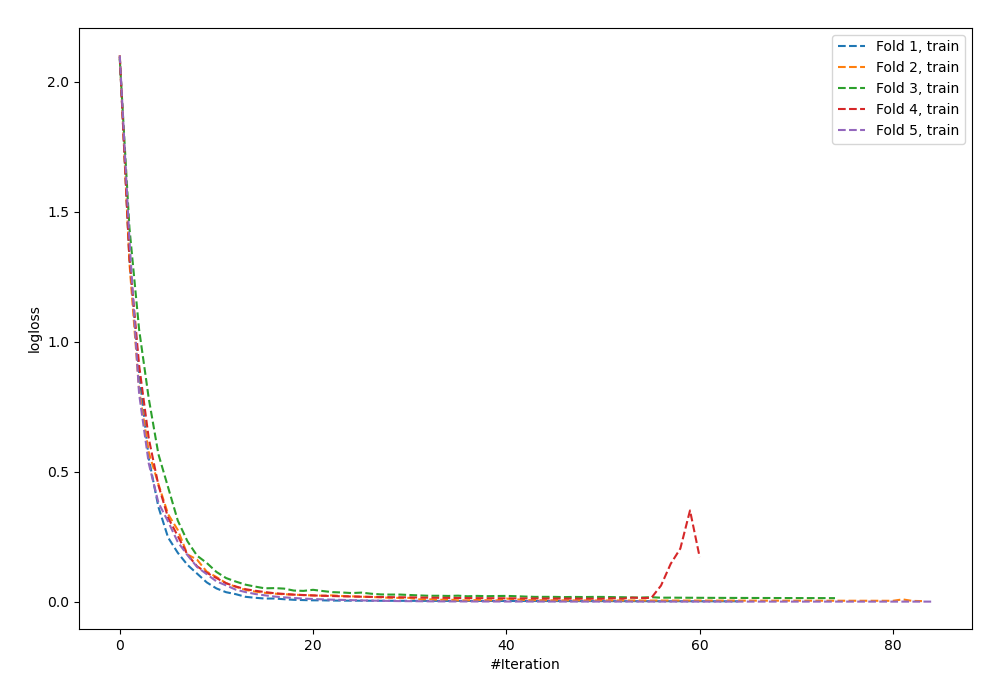 2.0
1.5
1.0
0.5
0.0
logloss
0
20
40
60
80
#Iteration
Fold 1, train
Fold 2, train
Fold 3, train
Fold 4, train
Fold 5, train